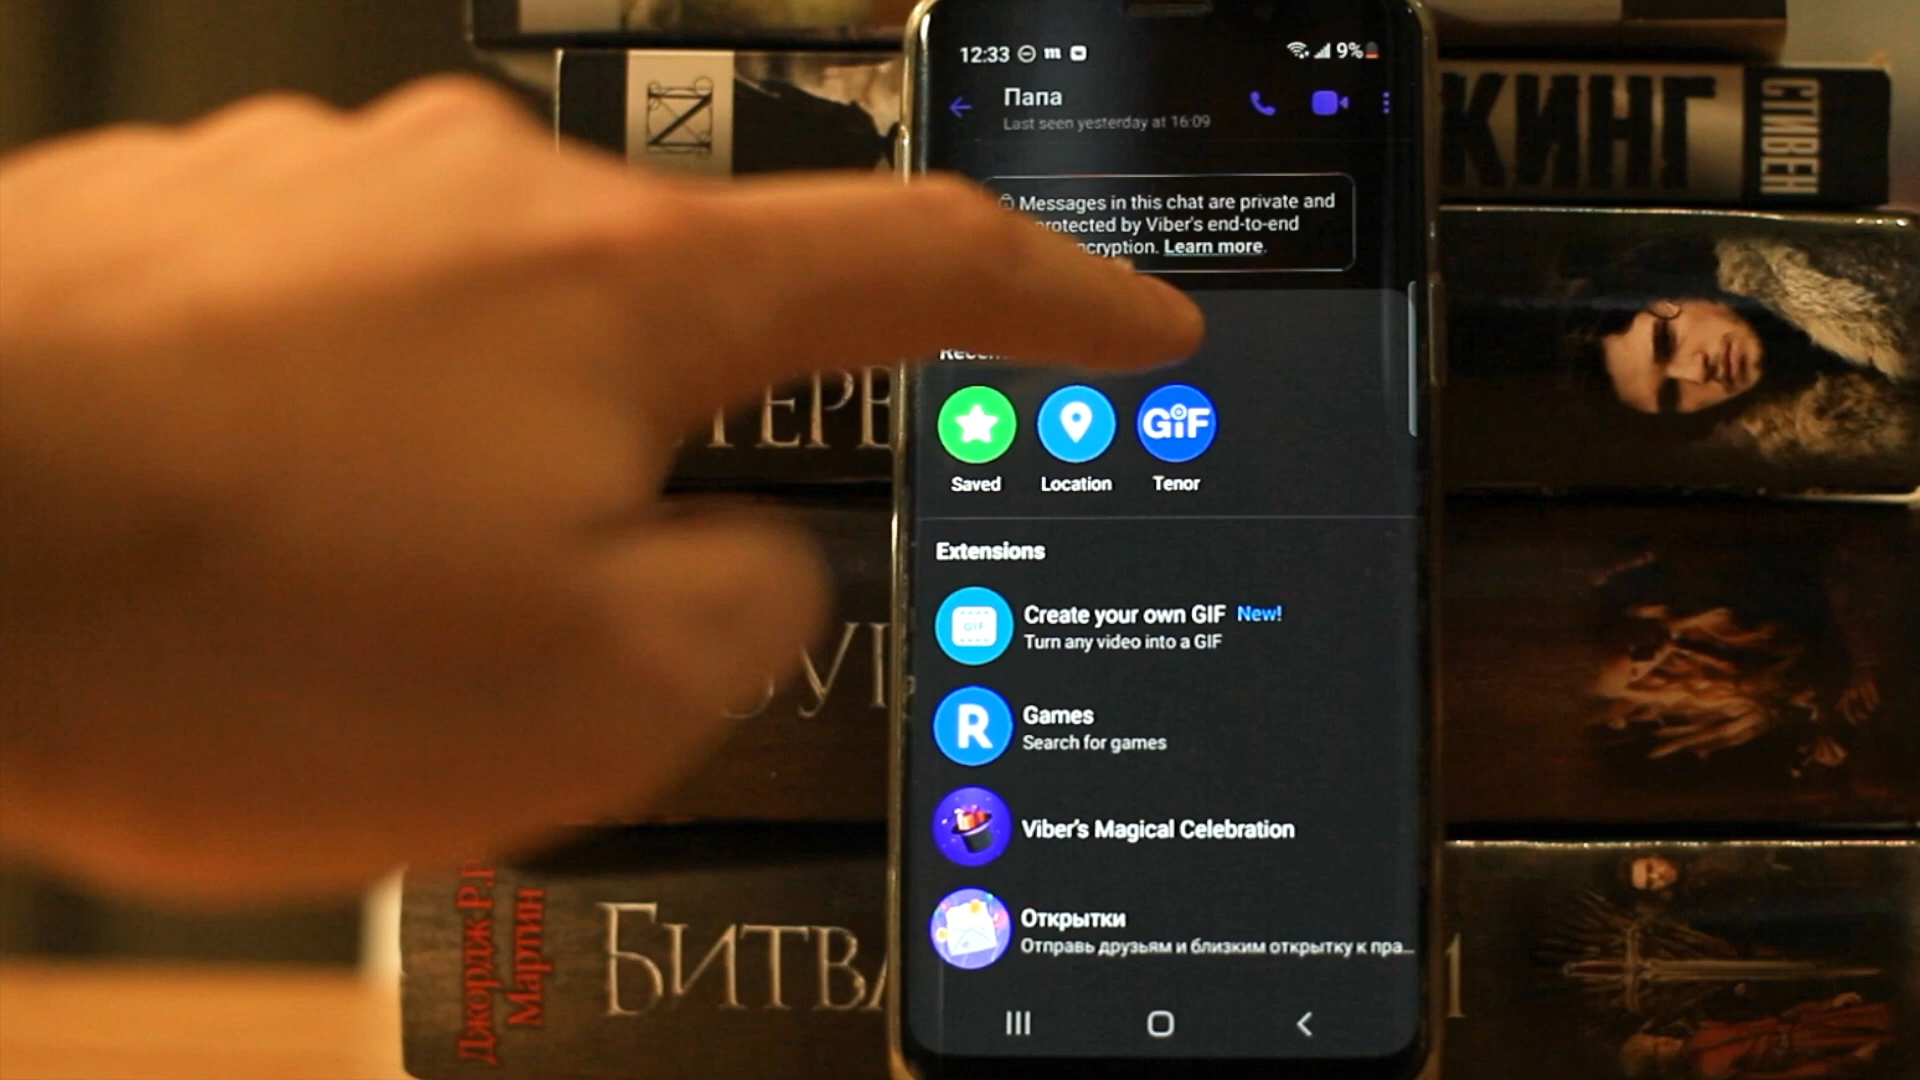 12:33
9%
Папа
Last seen yesterday at 16:09
Messages in this chat are private and
protected by Viber's end-to-end
Learn more.
GIF
Saved
Location
Tenor
Extensions
GIF
Create your own GIF New!
Turn any video into a GIF
R
Games
Search for games
Viber's Magical Celebration
Открытки
Отправь друзьям и близким открытку к пра...
N
КИНГ
СТИВЕН
Джордж Р.Р.
Мартин